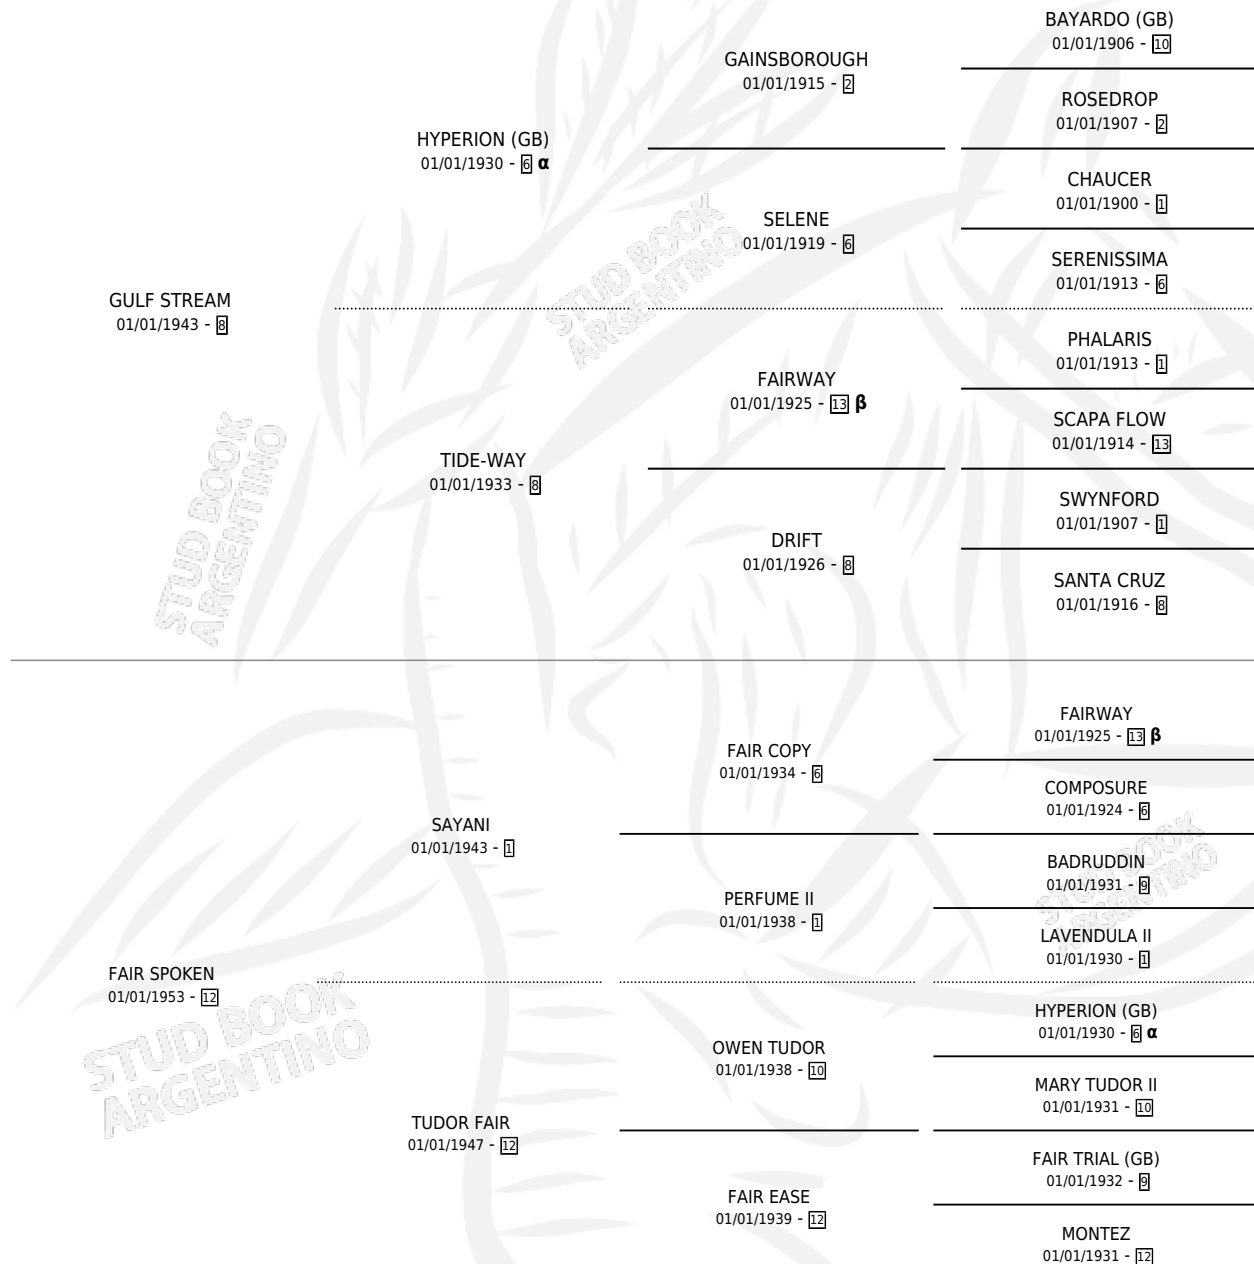 BAYARDO (GB)
01/01/1906 - 10
GAINSBOROUGH
01/01/1915 - 2
ROSEDROP
01/01/1907 - 2
HYPERION (GB)
01/01/1930 - 6 α
CHAUCER
01/01/1900 - 1
SELENE
01/01/1919 - 6
SERENISSIMA
01/01/1913 - 6
GULF STREAM
01/01/1943 - 8
PHALARIS
01/01/1913 - 1
FAIRWAY
01/01/1925 - 13 β
SCAPA FLOW
01/01/1914 - 13
TIDE-WAY
01/01/1933 - 8
SWYNFORD
01/01/1907 - 1
DRIFT
01/01/1926 - 8
SANTA CRUZ
01/01/1916 - 8
FAIRWAY
01/01/1925 - 13 β
FAIR COPY
01/01/1934 - 6
COMPOSURE
01/01/1924 - 6
SAYANI
01/01/1943 - 1
BADRUDDIN
01/01/1931 - 9
PERFUME II
01/01/1938 - 1
LAVENDULA II
01/01/1930 - 1
FAIR SPOKEN
01/01/1953 - 12
HYPERION (GB)
01/01/1930 - 6 α
OWEN TUDOR
01/01/1938 - 10
MARY TUDOR II
01/01/1931 - 10
TUDOR FAIR
01/01/1947 - 12
FAIR TRIAL (GB)
01/01/1932 - 9
FAIR EASE
01/01/1939 - 12
MONTEZ
01/01/1931 - 12
STUD BOOK
ARGENTINO
STUD BOOK
ARGENTINO
STUD BOOK
ARGENTINO
STUD BOOK
ARGENTINO